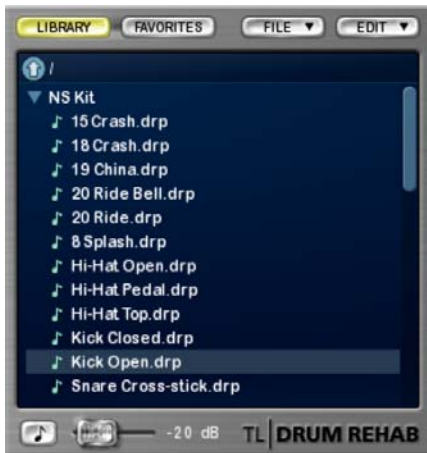 LIBRARY FAVORITES FILE EDIT
/
NS Kit
15 Crash.drp
18 Crash.drp
19 China.drp
20 Ride Bell.drp
20 Ride.drp
8 Splash.drp
Hi-Hat Open.drp
Hi-Hat Pedal.drp
Hi-Hat Top.drp
Kick Closed.drp
Kick Open.drp
Snare Cross-stick.drp
-20 dB TL DRUM REHAB